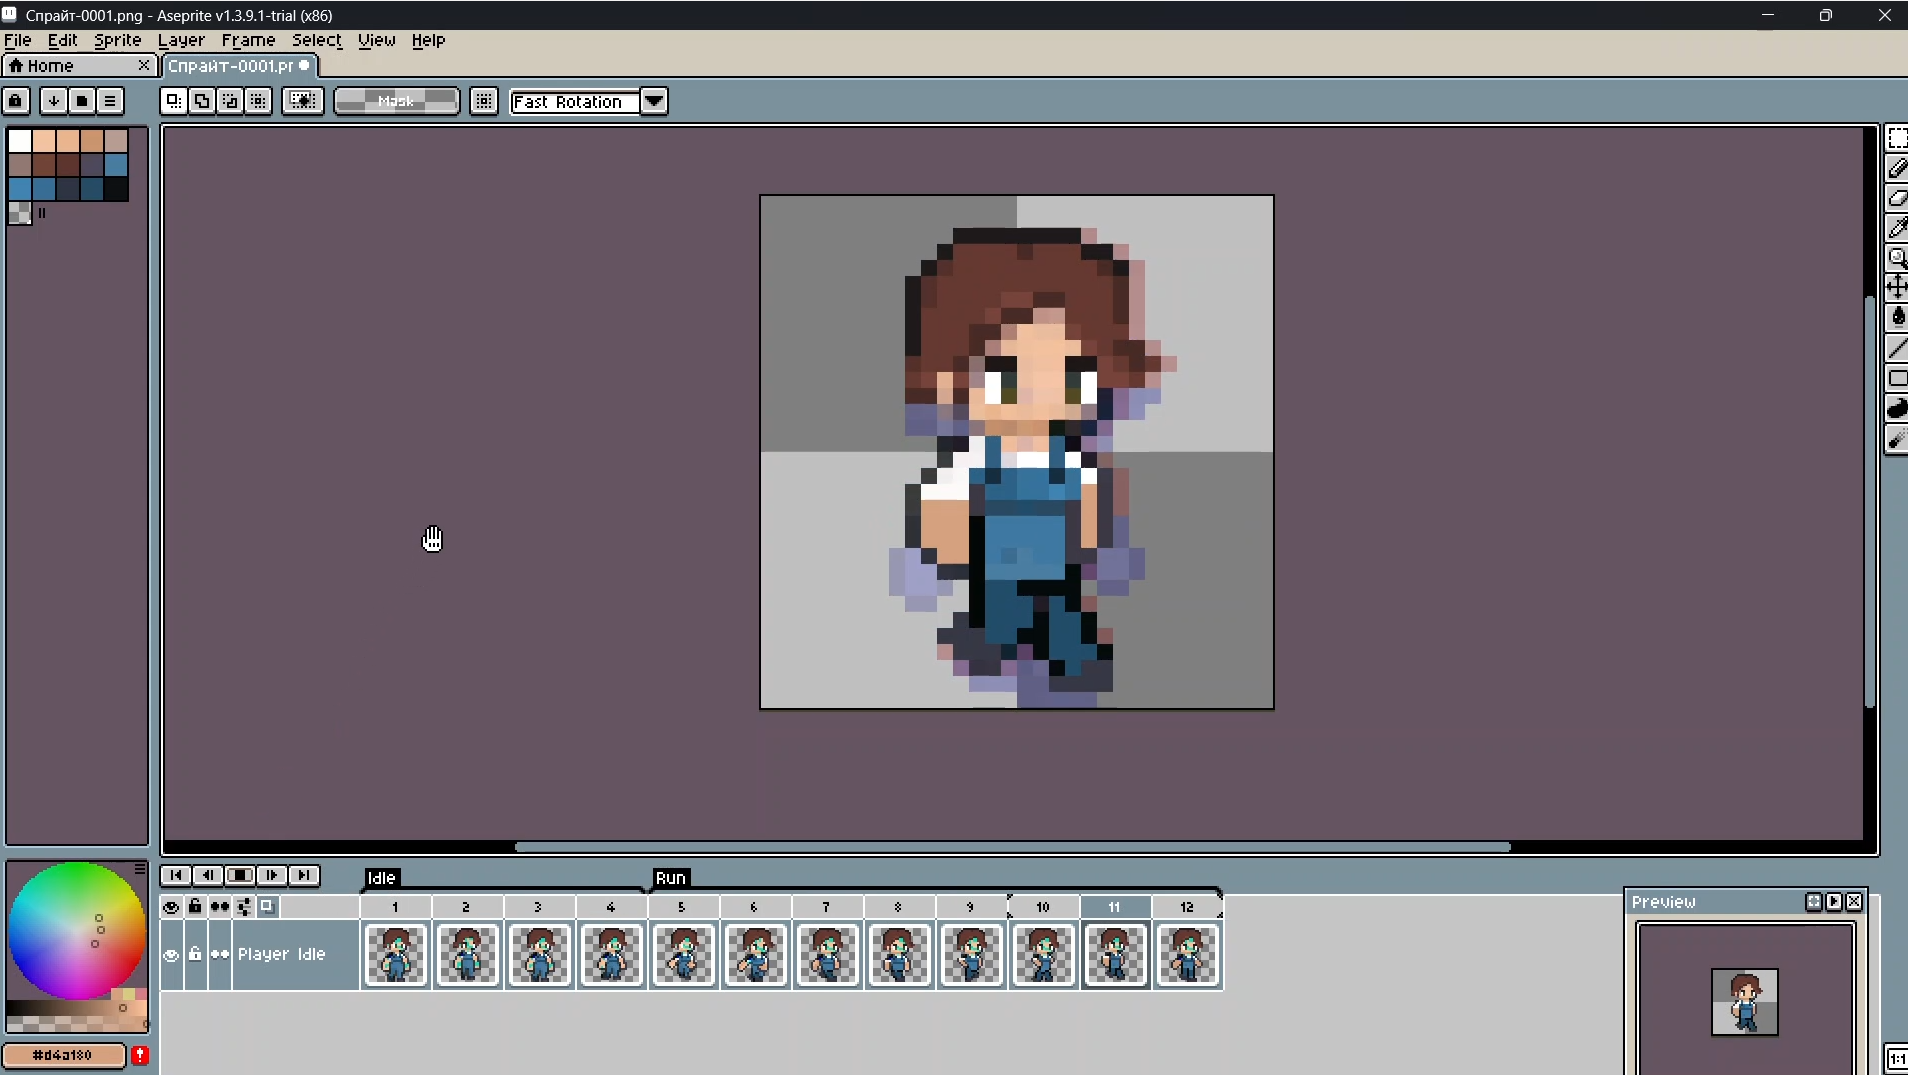 Спрайт-0001.png - Aseprite v1.3.9.1-trial (x86)
File Edit Sprite Layer Frame Select View Help
Home Спрайт-0001.pr
Mask Fast Rotation
Idle Run
1 2 3 4 5 6 7 8 9 10 11 12
Player Idle
Preview
#d4a180
1:1